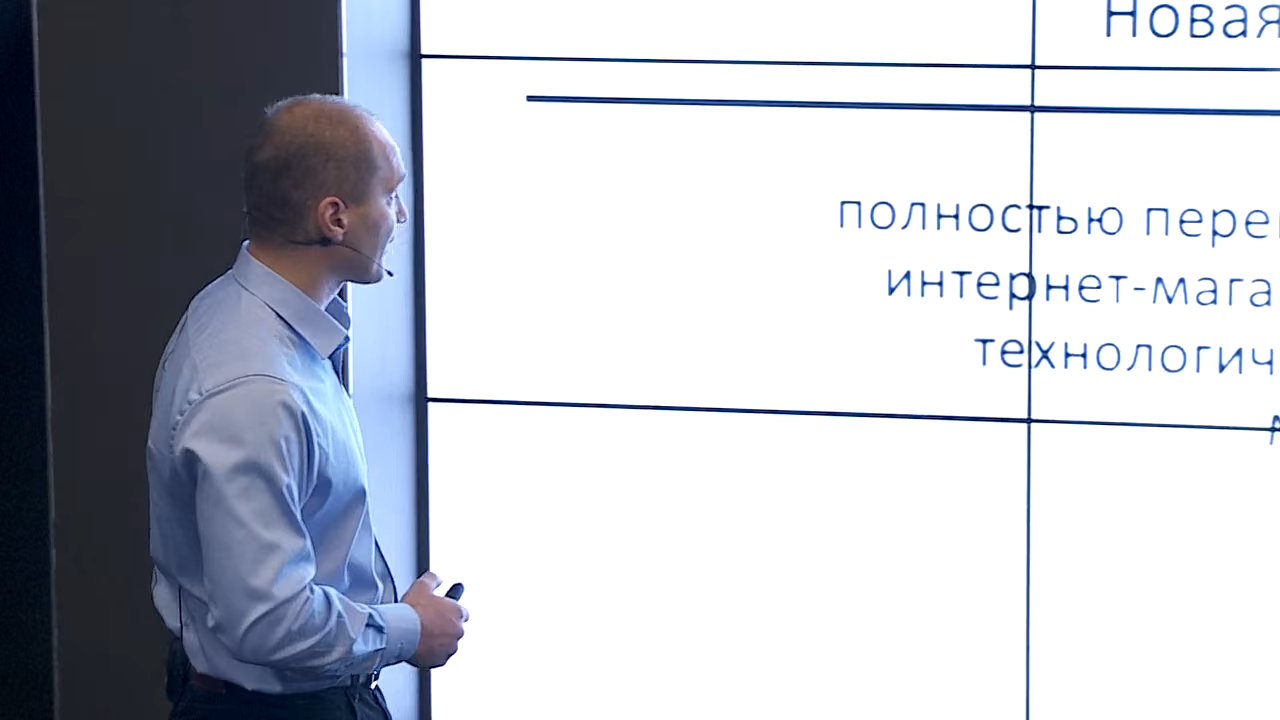 Новая
полностью пере
интернет-мага
технологич